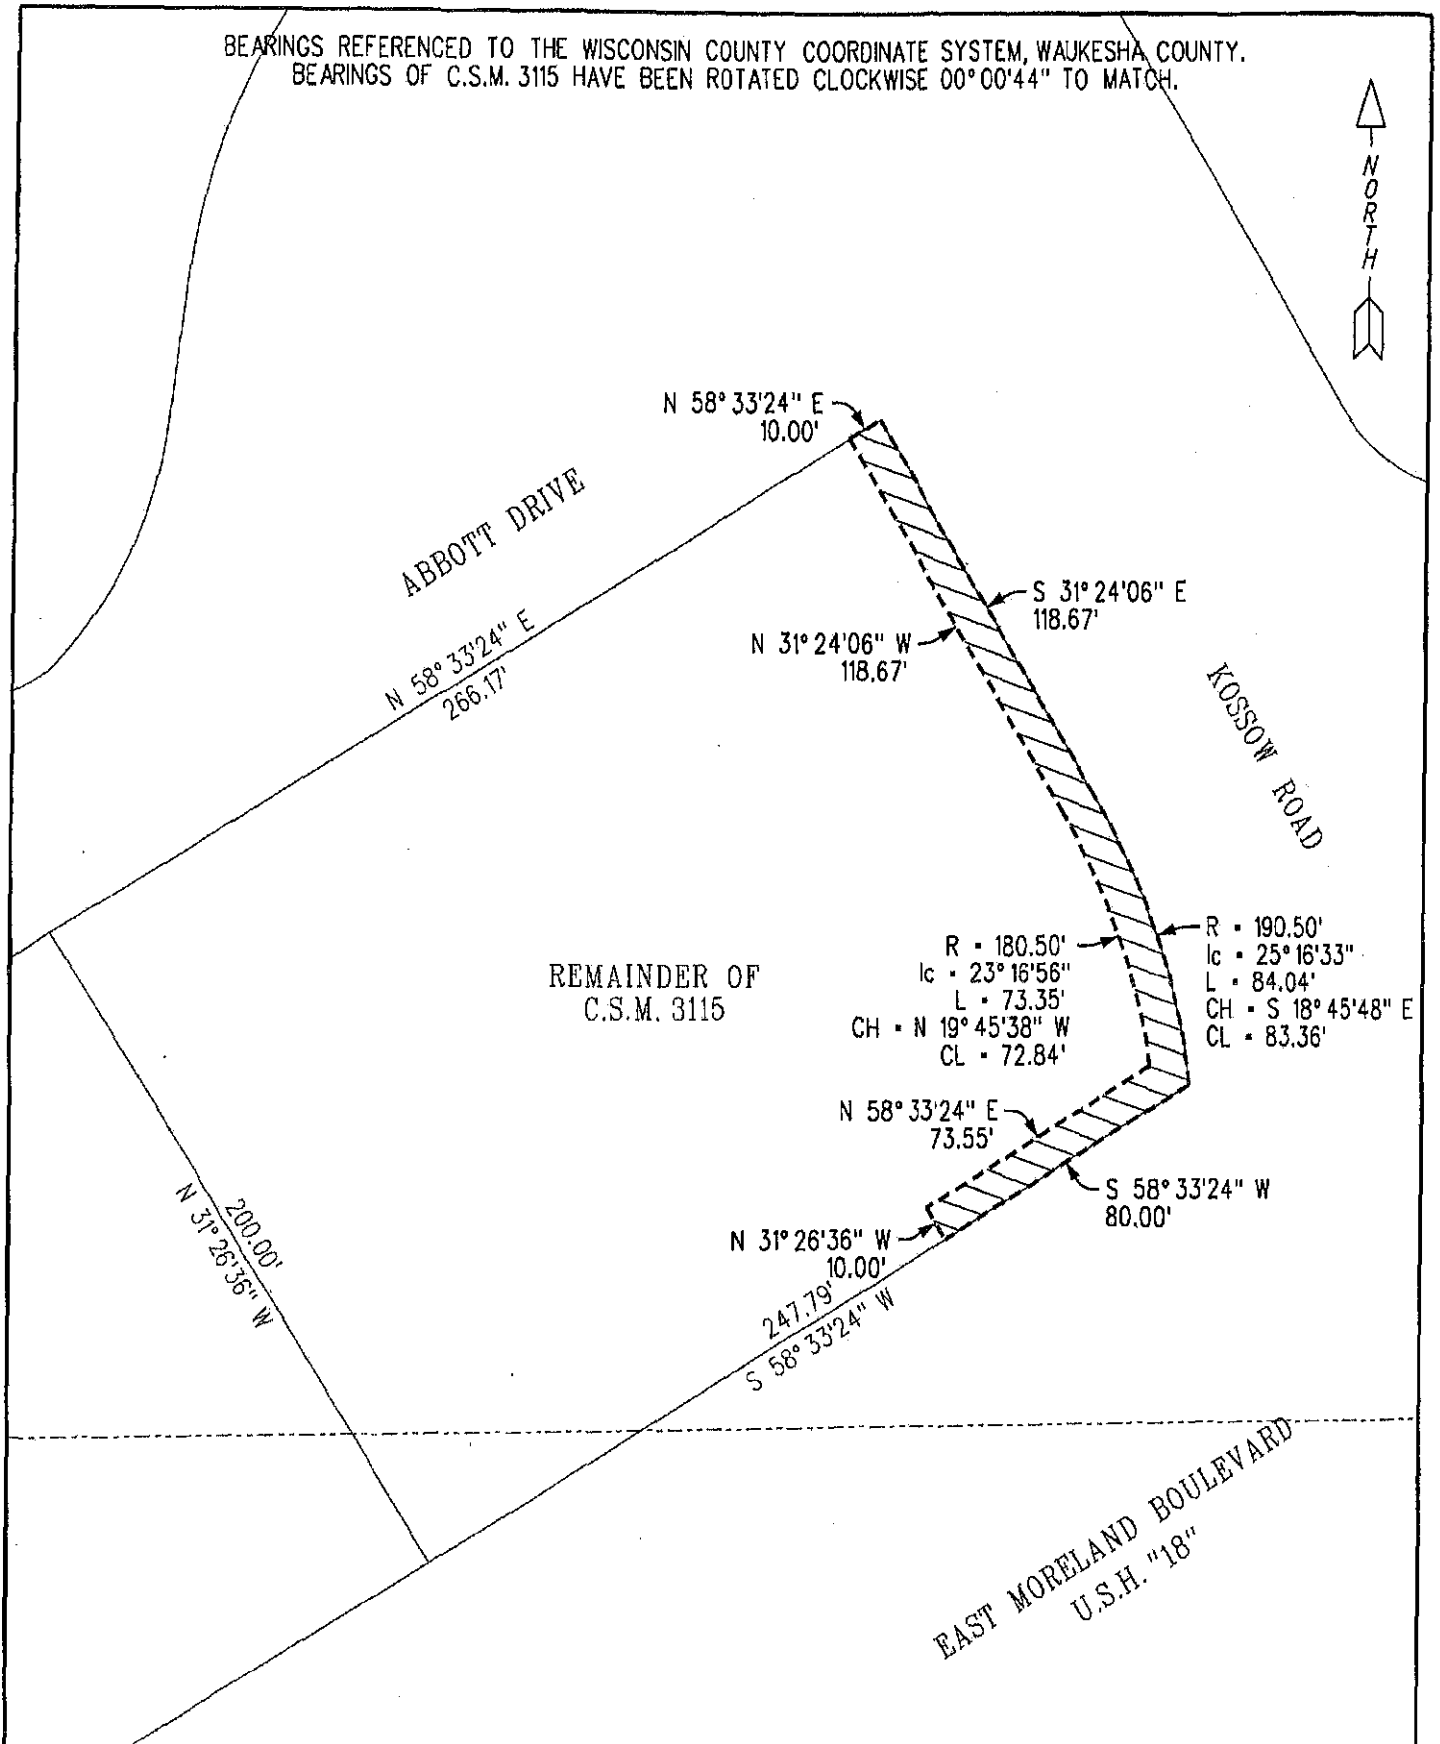 BEARINGS REFERENCED TO THE WISCONSIN COUNTY COORDINATE SYSTEM, WAUKESHA COUNTY.
BEARINGS OF C.S.M. 3115 HAVE BEEN ROTATED CLOCKWISE 00°00'44" TO MATCH.
NORTH
N 58°33'24" E
10.00'
ABBOTT DRIVE
S 31°24'06" E
118.67'
N 31°24'06" W
118.67'
N 58°33'24" E
266.17'
KOSSOW ROAD
R = 190.50'
Ic = 25°16'33"
L = 84.04'
CH = S 18°45'48" E
CL = 83.36'
R = 180.50'
Ic = 23°16'56"
L = 73.35'
CH = N 19°45'38" W
CL = 72.84'
REMAINDER OF
C.S.M. 3115
N 58°33'24" E
73.55'
S 58°33'24" W
80.00'
N 31°26'36" W
10.00'
200.00'
N 31°26'36" W
247.79'
S 58°33'24" W
EAST MORELAND BOULEVARD
U.S.H. "18"